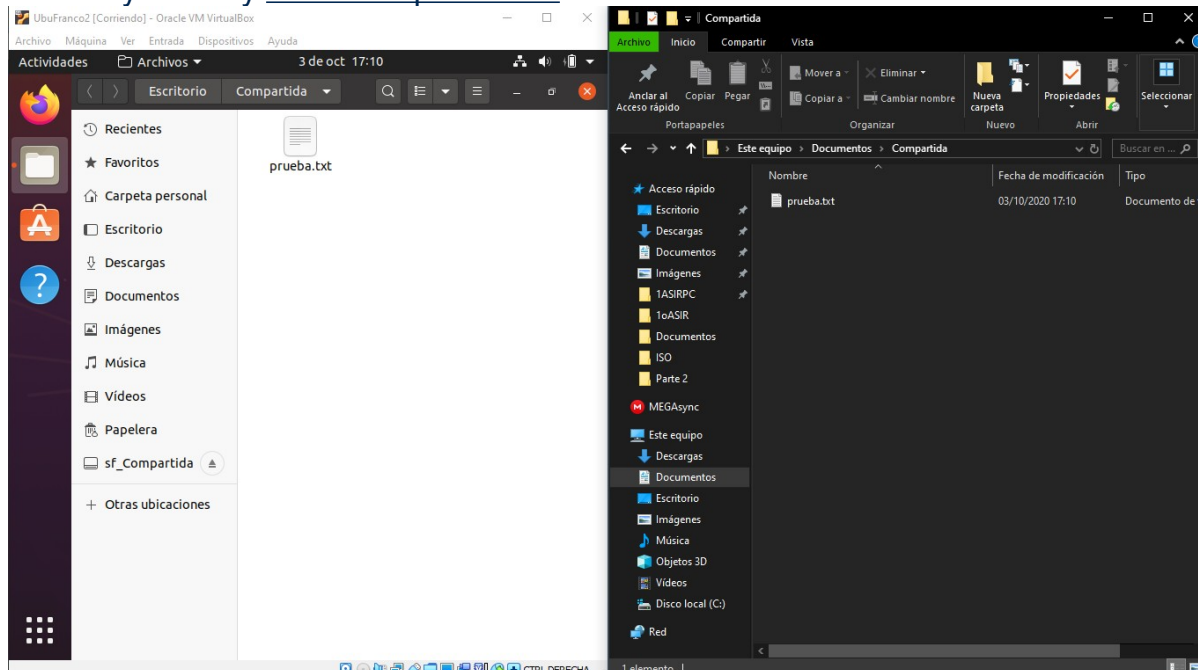 UbuFranco2 [Corriendo] - Oracle VM VirtualBox
Archivo Máquina Ver Entrada Dispositivos Ayuda
Actividades Archivos 3 de oct 17:10
Escritorio Compartida
Recientes
Favoritos
Carpeta personal
Escritorio
Descargas
Documentos
Imágenes
Música
Vídeos
Papelera
sf_Compartida
+ Otras ubicaciones
prueba.txt
CTRL DERECHA
Compartida
Archivo Inicio Compartir Vista
Anclar al
Acceso rápido
Copiar
Pegar
Portapapeles
Mover a
Copiar a
Eliminar
Cambiar nombre
Organizar
Nueva
carpeta
Nuevo
Propiedades
Abrir
Seleccionar
Este equipo > Documentos > Compartida
Buscar en ...
Nombre Fecha de modificación Tipo
prueba.txt 03/10/2020 17:10 Documento de
Acceso rápido
Escritorio
Descargas
Documentos
Imágenes
1ASIRPC
1oASIR
Documentos
ISO
Parte 2
MEGAsync
Este equipo
Descargas
Documentos
Escritorio
Imágenes
Música
Objetos 3D
Vídeos
Disco local (C:)
Red
1 elemento